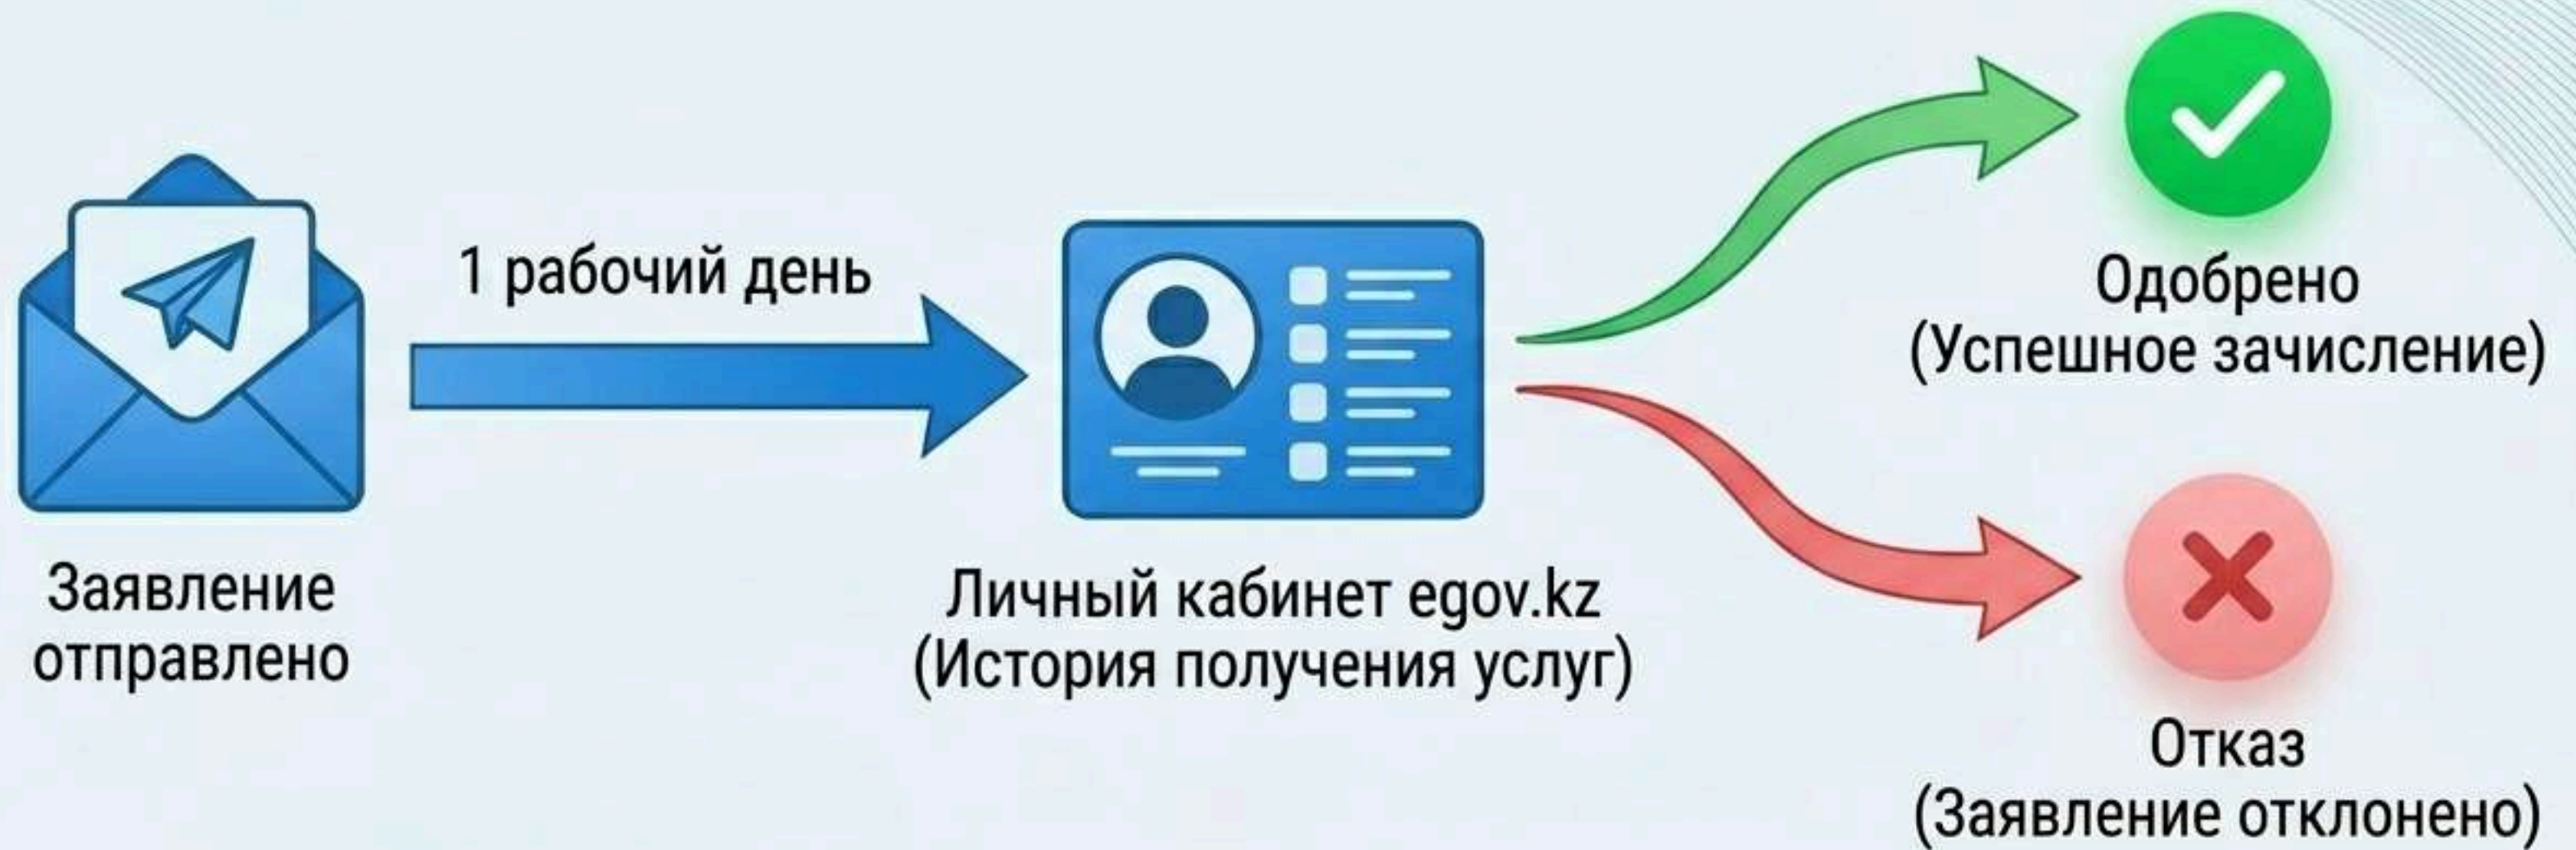 Заявление
отправлено
1 рабочий день
Личный кабинет egov.kz
(История получения услуг)
Одобрено
(Успешное зачисление)
Отказ
(Заявление отклонено)